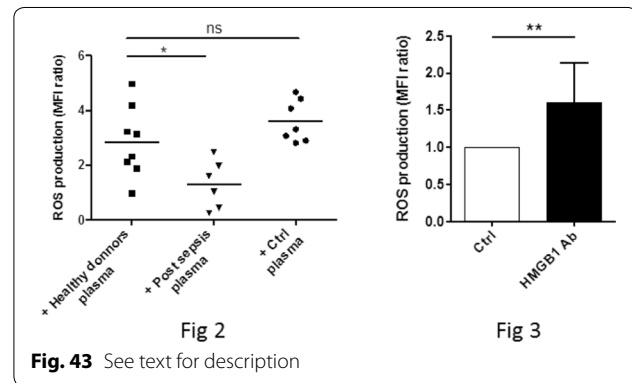 ns
*
6
4
2
0
ROS production (MFI ratio)
+ Healthy donnors
plasma
+ Post sepsis
plasma
+ Ctrl
plasma
Fig 2
**
2.5
2.0
1.5
1.0
0.5
0.0
ROS production (MFI ratio)
Ctrl
HMGB1 Ab
Fig 3
Fig. 43 See text for description